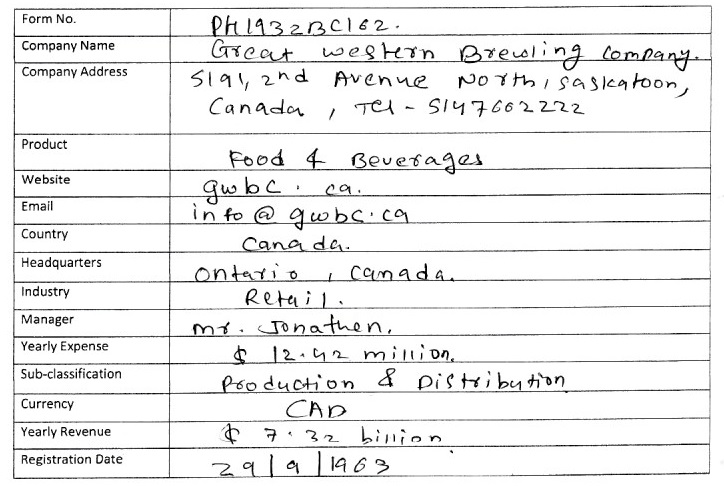 Form No. PH1932BC162.
Company Name Great western Brewling Company.
Company Address 5191, 2nd Avenue North, Saskatoon,
Canada, Tel - 5147602222
Product Food & Beverages
Website gwbc.ca.
Email info@gwbc.ca
Country Canada.
Headquarters Ontario, Canada.
Industry Retail.
Manager Mr. Jonathen.
Yearly Expense $ 12.42 million.
Sub-classification Production & Distribution
Currency CAD
Yearly Revenue $ 7.32 billion
Registration Date 29/9/1963